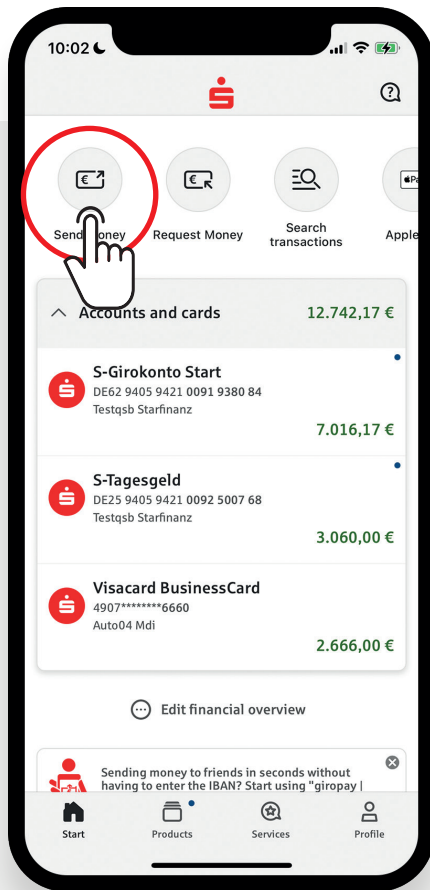 10:02
Send Money
Request Money
Search
transactions
Apple
Accounts and cards
12.742,17 €
S-Girokonto Start
DE62 9405 9421 0091 9380 84
Testqsb Starfinanz
7.016,17 €
S-Tagesgeld
DE25 9405 9421 0092 5007 68
Testqsb Starfinanz
3.060,00 €
Visacard BusinessCard
4907********6660
Auto04 Mdi
2.666,00 €
Edit financial overview
Sending money to friends in seconds without
having to enter the IBAN? Start using "giropay |
Start
Products
Services
Profile